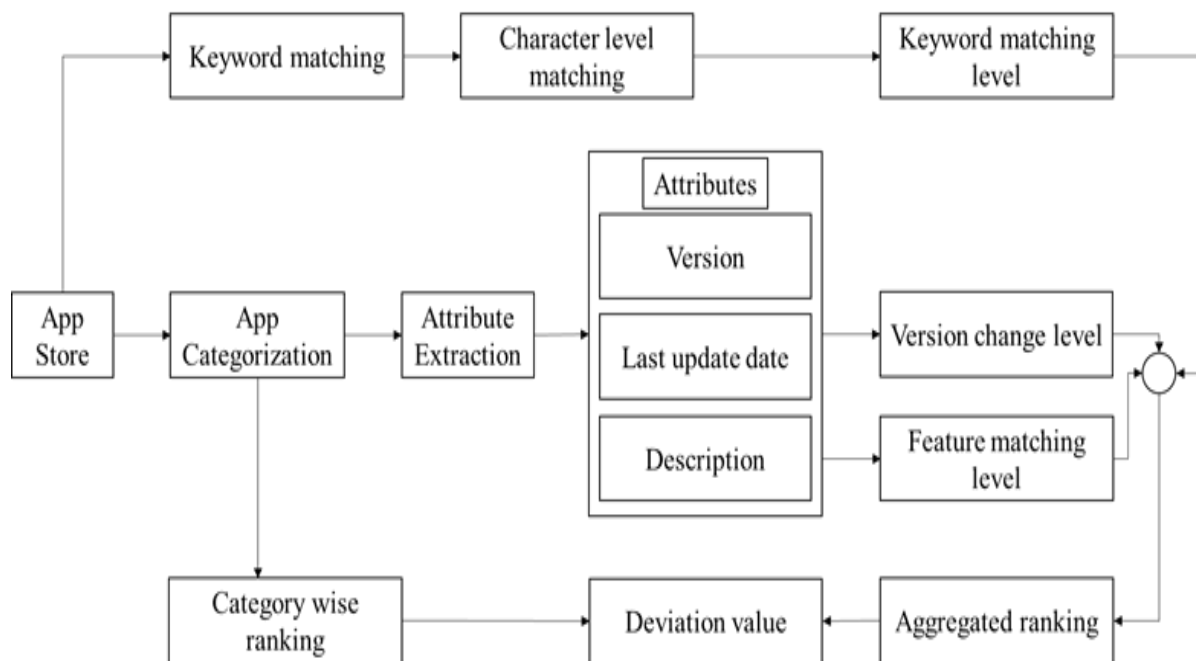 Keyword matching
Character level
matching
Keyword matching
level
Attributes
Version
App
Store
App
Categorization
Attribute
Extraction
Last update date
Version change level
Description
Feature matching
level
Category wise
ranking
Deviation value
Aggregated ranking